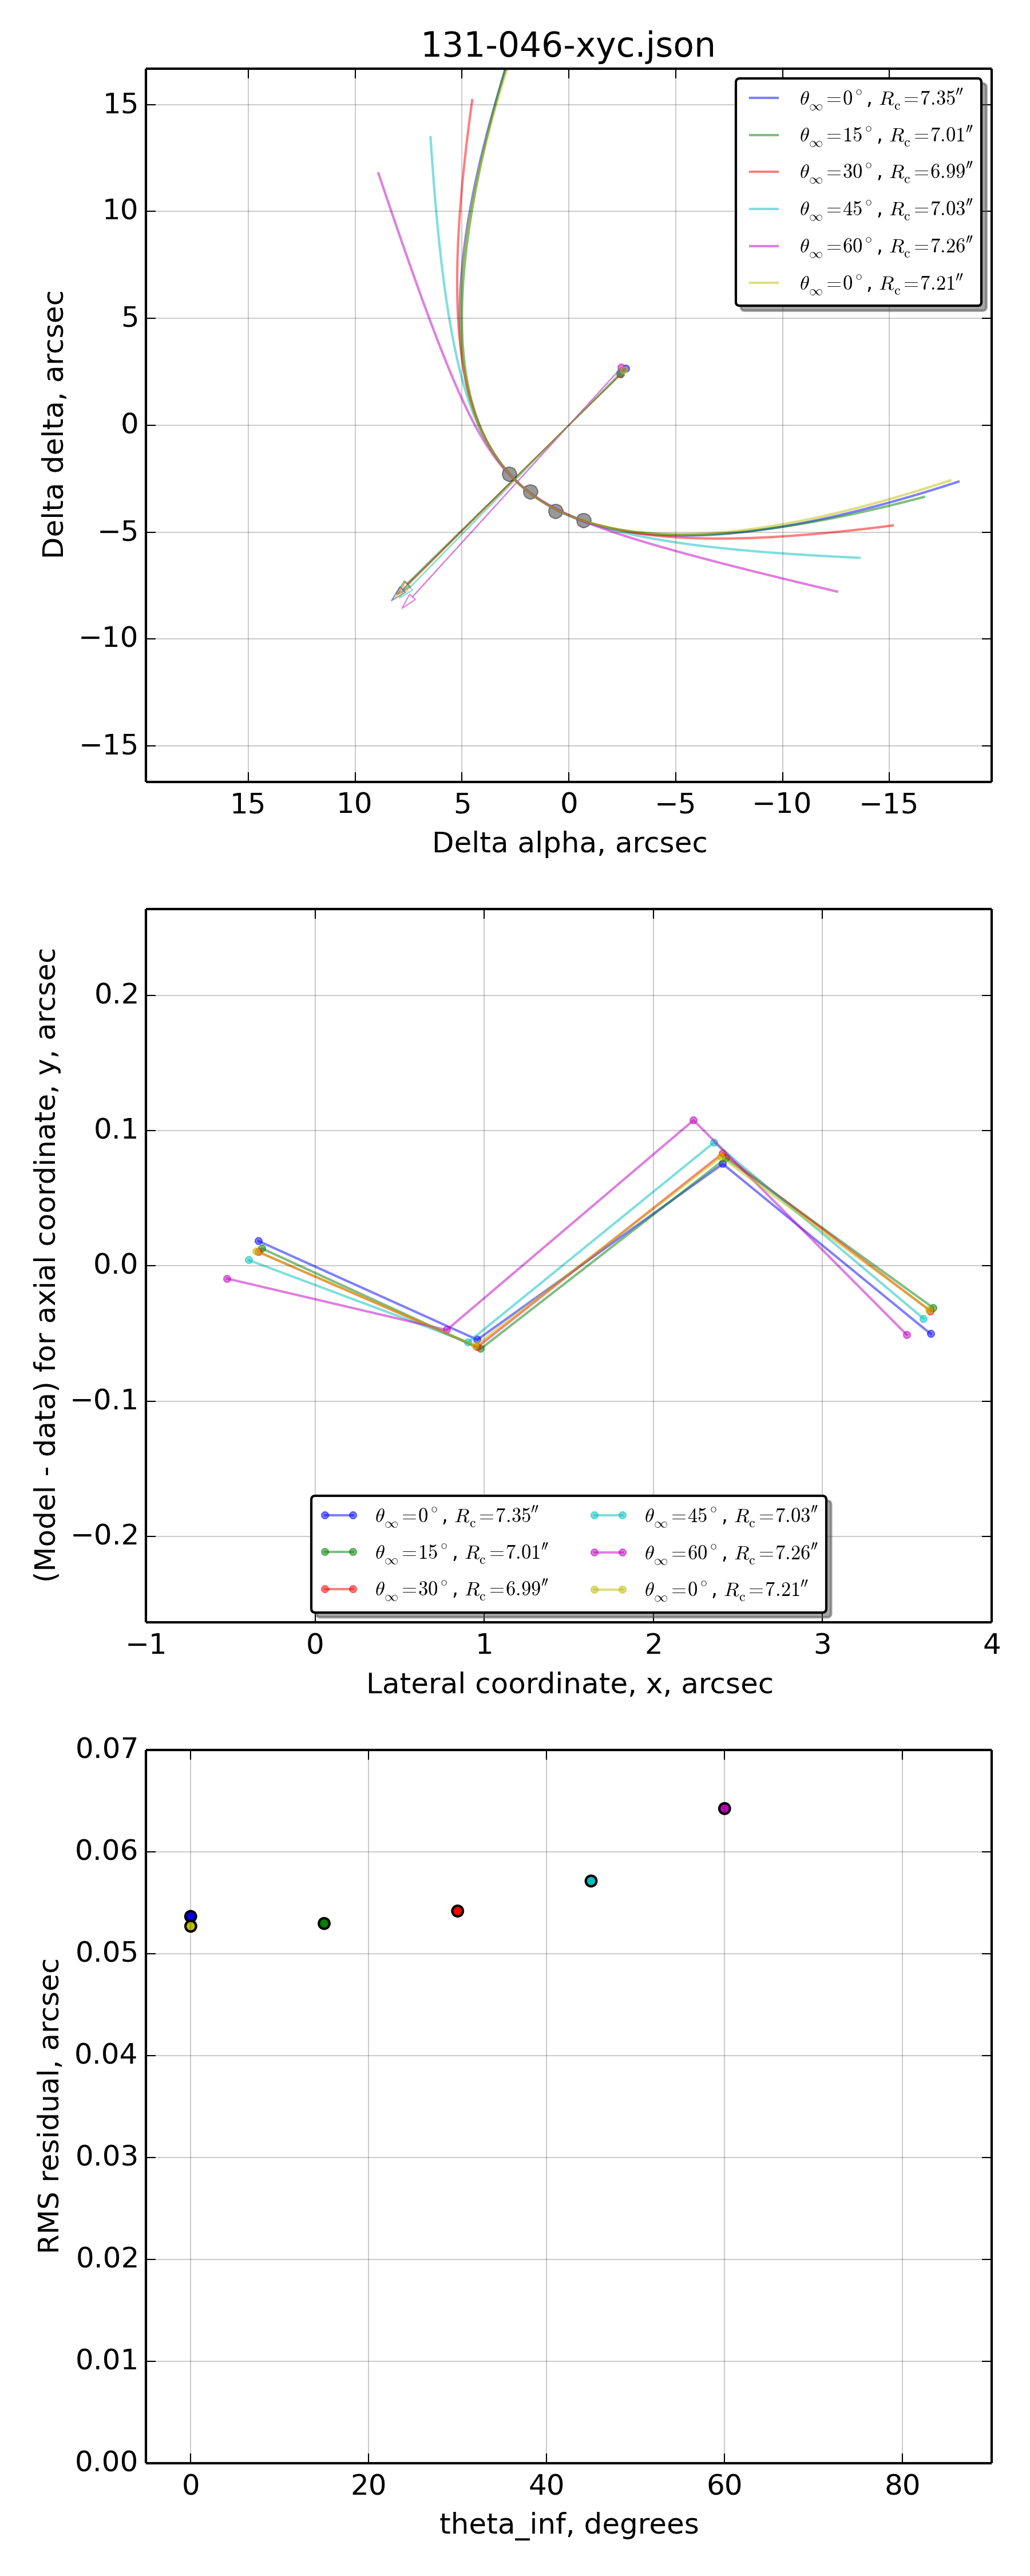 131-046-xyc.json
θ∞=0°, Rc=7.35″
θ∞=15°, Rc=7.01″
θ∞=30°, Rc=6.99″
θ∞=45°, Rc=7.03″
θ∞=60°, Rc=7.26″
θ∞=0°, Rc=7.21″
15
10
5
0
−5
−10
−15
Delta delta, arcsec
15 10 5 0 −5 −10 −15
Delta alpha, arcsec
0.2
0.1
0.0
−0.1
−0.2
(Model - data) for axial coordinate, y, arcsec
θ∞=0°, Rc=7.35″ θ∞=45°, Rc=7.03″
θ∞=15°, Rc=7.01″ θ∞=60°, Rc=7.26″
θ∞=30°, Rc=6.99″ θ∞=0°, Rc=7.21″
−1 0 1 2 3 4
Lateral coordinate, x, arcsec
0.07
0.06
0.05
0.04
0.03
0.02
0.01
0.00
RMS residual, arcsec
0 20 40 60 80
theta_inf, degrees